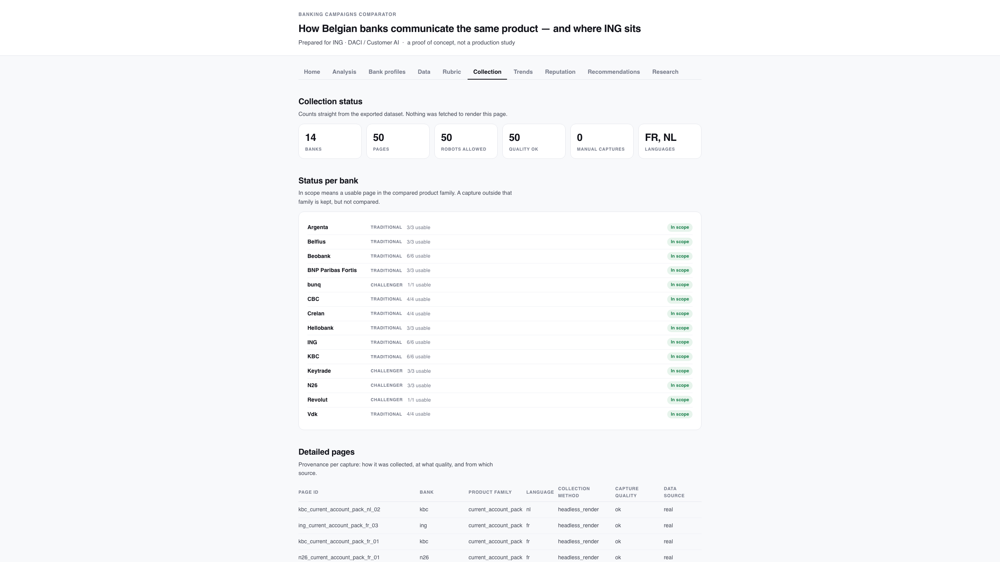 BANKING CAMPAIGNS COMPARATOR
How Belgian banks communicate the same product — and where ING sits
Prepared for ING · DACI / Customer AI · a proof of concept, not a production study
Home Analysis Bank profiles Data Rubric Collection Trends Reputation Recommendations Research
Collection status
Counts straight from the exported dataset. Nothing was fetched to render this page.
14 50 50 50 0 FR, NL
BANKS PAGES ROBOTS ALLOWED QUALITY OK MANUAL CAPTURES LANGUAGES
Status per bank
In scope means a usable page in the compared product family. A capture outside that
family is kept, but not compared.
Argenta TRADITIONAL 3/3 usable In scope
Belfius TRADITIONAL 3/3 usable In scope
Beobank TRADITIONAL 6/6 usable In scope
BNP Paribas Fortis TRADITIONAL 3/3 usable In scope
bunq CHALLENGER 1/1 usable In scope
CBC TRADITIONAL 4/4 usable In scope
Crelan TRADITIONAL 4/4 usable In scope
Hellobank TRADITIONAL 3/3 usable In scope
ING TRADITIONAL 6/6 usable In scope
KBC TRADITIONAL 6/6 usable In scope
Keytrade CHALLENGER 3/3 usable In scope
N26 CHALLENGER 3/3 usable In scope
Revolut CHALLENGER 1/1 usable In scope
Vdk TRADITIONAL 4/4 usable In scope
Detailed pages
Provenance per capture: how it was collected, at what quality, and from which
source.
PAGE ID BANK PRODUCT FAMILY LANGUAGE COLLECTION METHOD CAPTURE QUALITY DATA SOURCE
kbc_current_account_pack_nl_02 kbc current_account_pack nl headless_render ok real
ing_current_account_pack_fr_03 ing current_account_pack fr headless_render ok real
kbc_current_account_pack_fr_01 kbc current_account_pack fr headless_render ok real
n26_current_account_pack_fr_01 n26 current_account_pack fr headless_render ok real